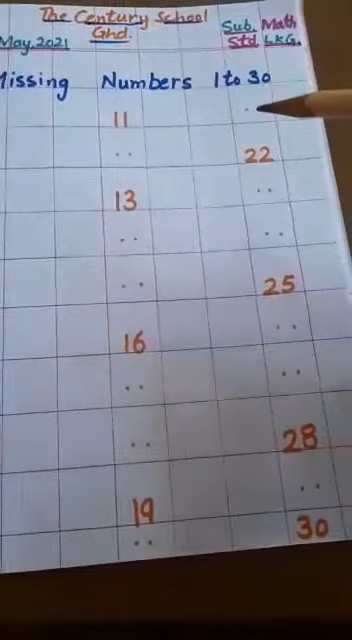 The Century School
Ghd.
Sub. Math
May, 2021
Std. LKG.
Missing Numbers 1 to 30
11 . .
. . 22
13 . .
. . . .
. . 25
16 . .
. . . .
. . 28
19 . .
. . 30